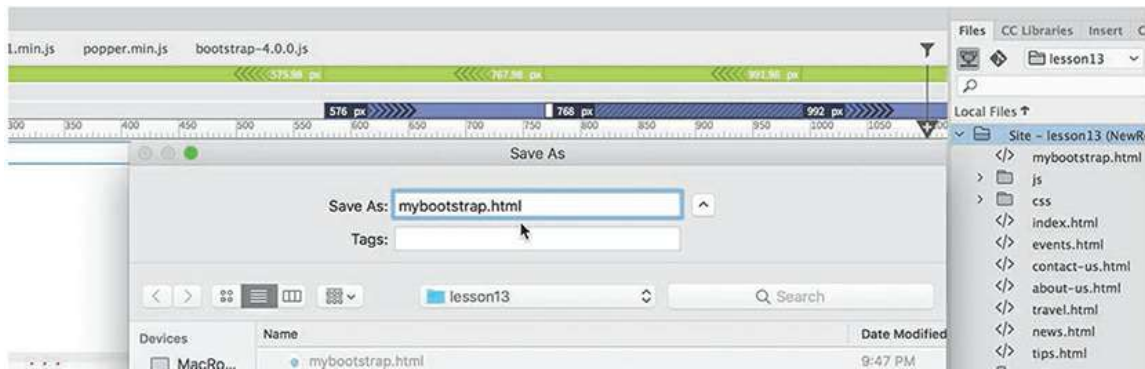 Files CC Libraries Insert
1.min.js popper.min.js bootstrap-4.0.0.js
lesson13
575.98 px 767.98 px 991.98 px
576 px 768 px 992 px
Local Files
300 350 400 450 500 550 600 650 700 750 800 850 900 950 1000 1050
Site - lesson13 (NewR
Save As
mybootstrap.html
js
Save As: mybootstrap.html
css
index.html
Tags:
events.html
contact-us.html
lesson13 Search
about-us.html
travel.html
Devices Name Date Modified
news.html
MacRo... mybootstrap.html 9:47 PM
tips.html